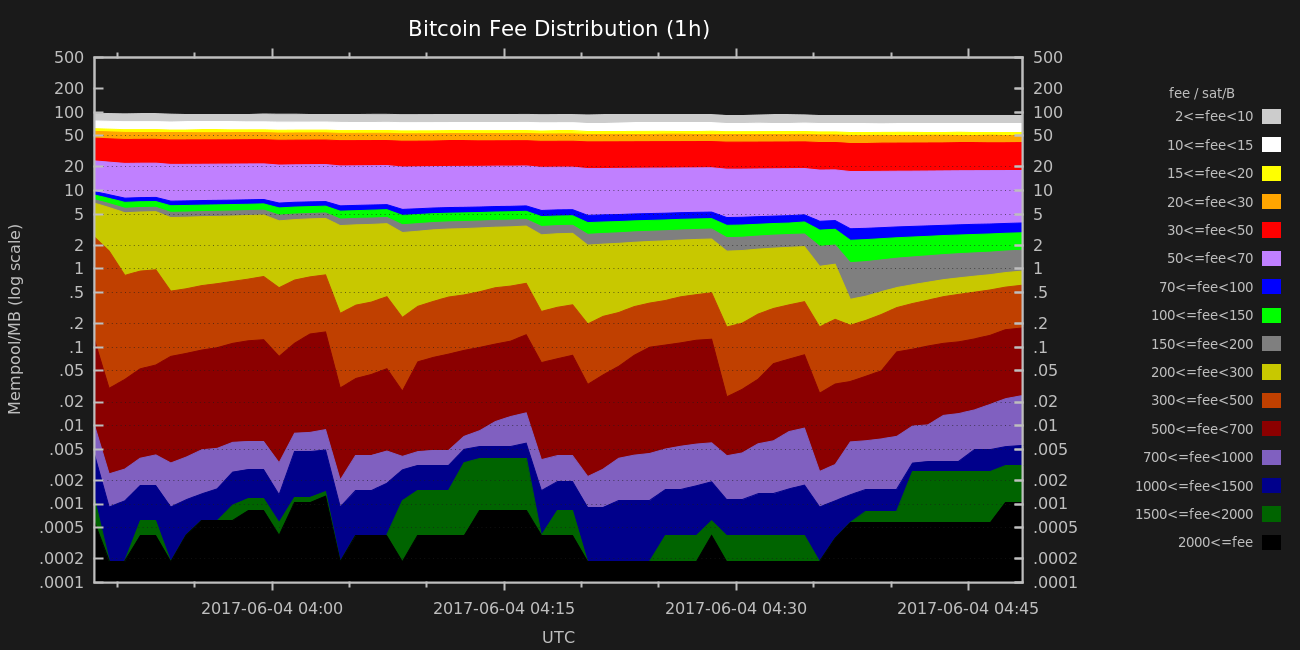 Bitcoin Fee Distribution (1h)
Mempool/MB (log scale)
500
200
100
50
20
10
5
2
1
.5
.2
.1
.05
.02
.01
.005
.002
.001
.0005
.0002
.0001
500
200
100
50
20
10
5
2
1
.5
.2
.1
.05
.02
.01
.005
.002
.001
.0005
.0002
.0001
fee / sat/B
2<=fee<10
10<=fee<15
15<=fee<20
20<=fee<30
30<=fee<50
50<=fee<70
70<=fee<100
100<=fee<150
150<=fee<200
200<=fee<300
300<=fee<500
500<=fee<700
700<=fee<1000
1000<=fee<1500
1500<=fee<2000
2000<=fee
2017-06-04 04:00 2017-06-04 04:15 2017-06-04 04:30 2017-06-04 04:45
UTC